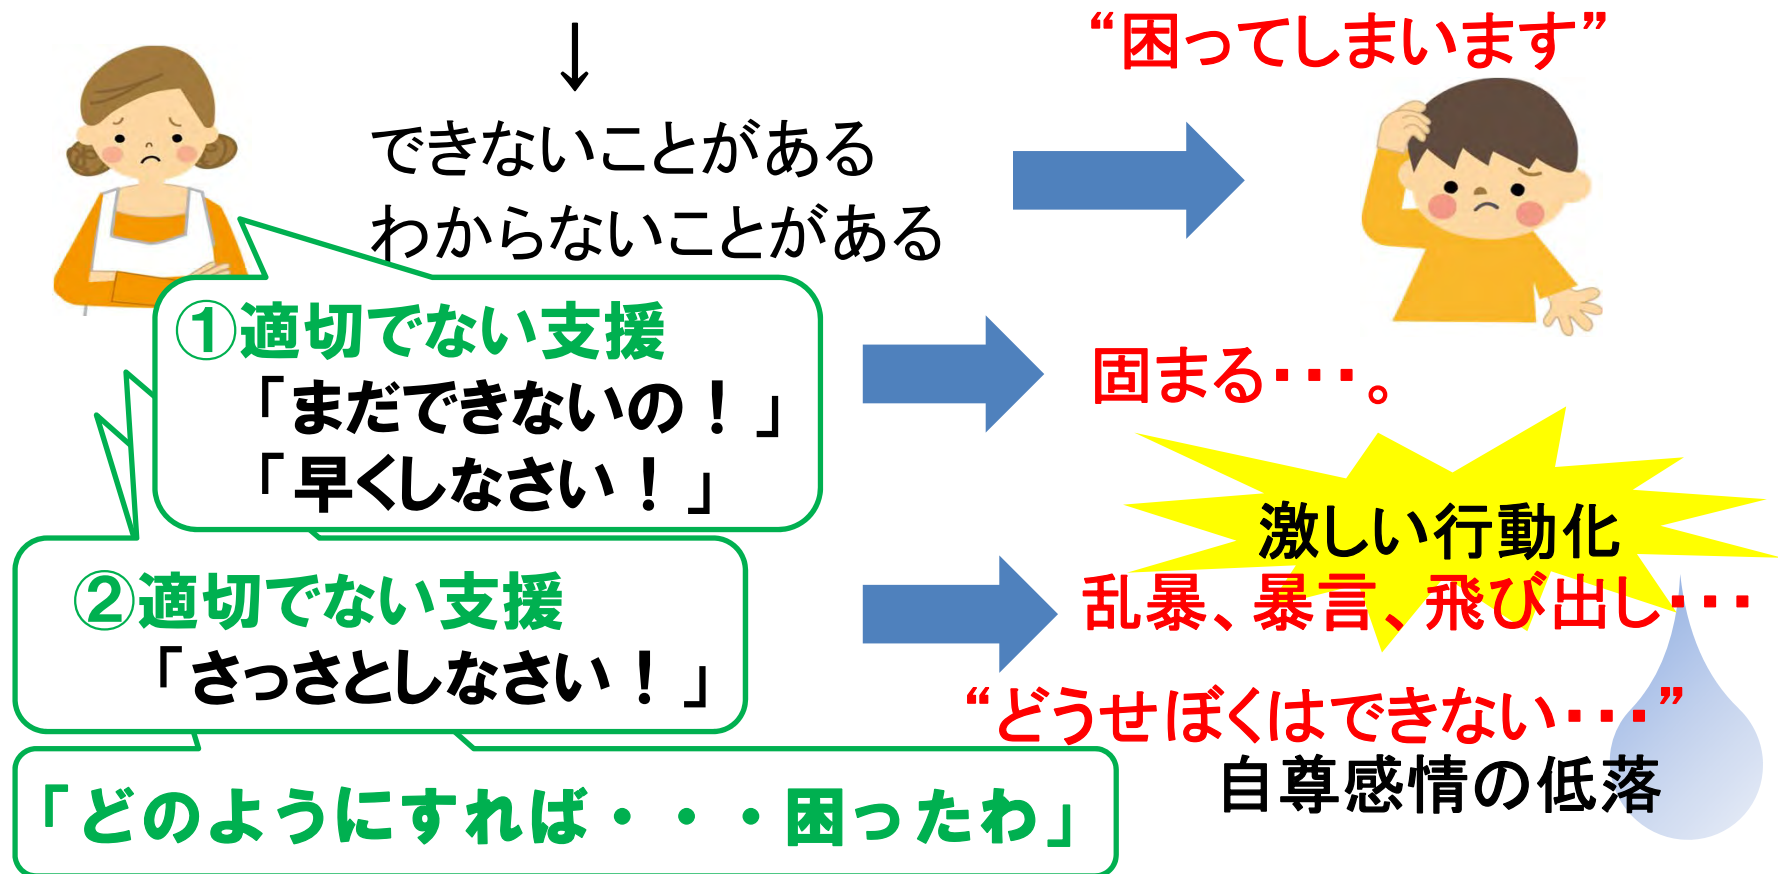 ↓
“困ってしまいます”
できないことがある
わからないことがある
①適切でない支援
「まだできないの！」
「早くしなさい！」
固まる・・・。
激しい行動化
乱暴、暴言、飛び出し・・・
②適切でない支援
「さっさとしなさい！」
“どうせぼくはできない・・・”
自尊感情の低落
「どのようにすれば・・・困ったわ」